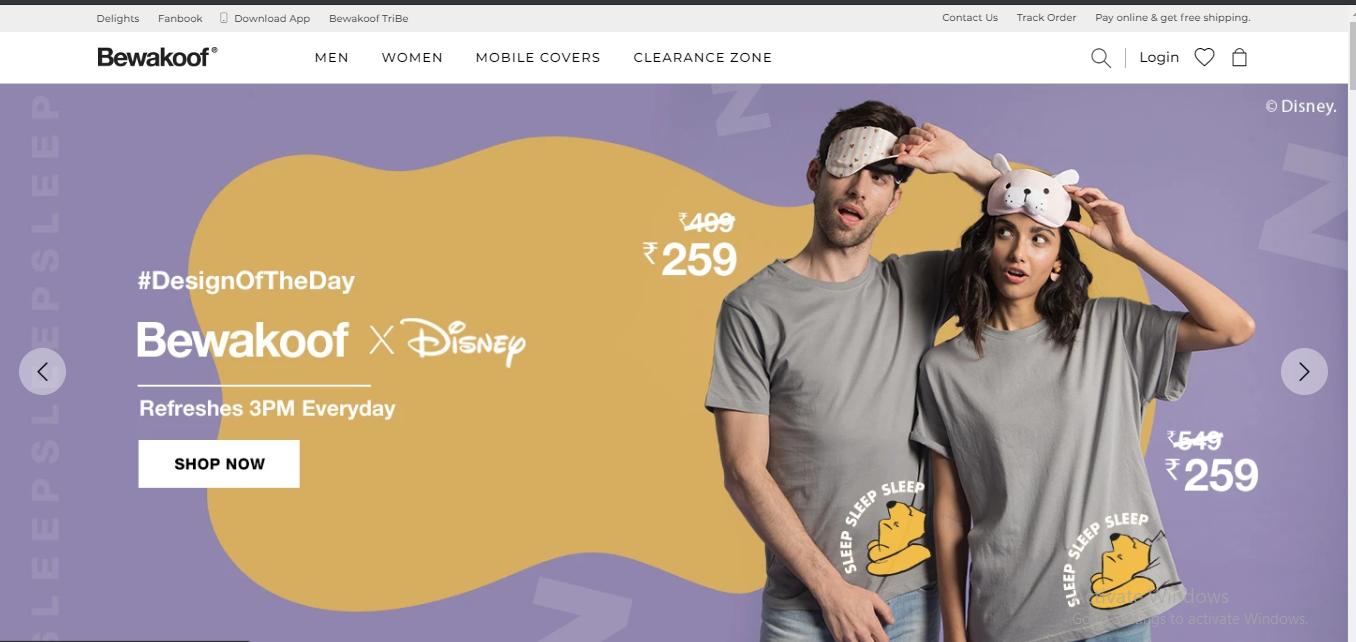 Delights Fanbook Download App Bewakoof TriBe Contact Us Track Order Pay online & get free shipping.
Bewakoof® MEN WOMEN MOBILE COVERS CLEARANCE ZONE Login
© Disney.
SLEEPSLEEPSLEEP
₹499
₹259
#DesignOfTheDay
Bewakoof X Disney
Refreshes 3PM Everyday
SHOP NOW
₹549
₹259
SLEEP SLEEP SLEEP
SLEEP SLEEP SLEEP
Z
Z
Z
Activate Windows
Go to Settings to activate Windows.